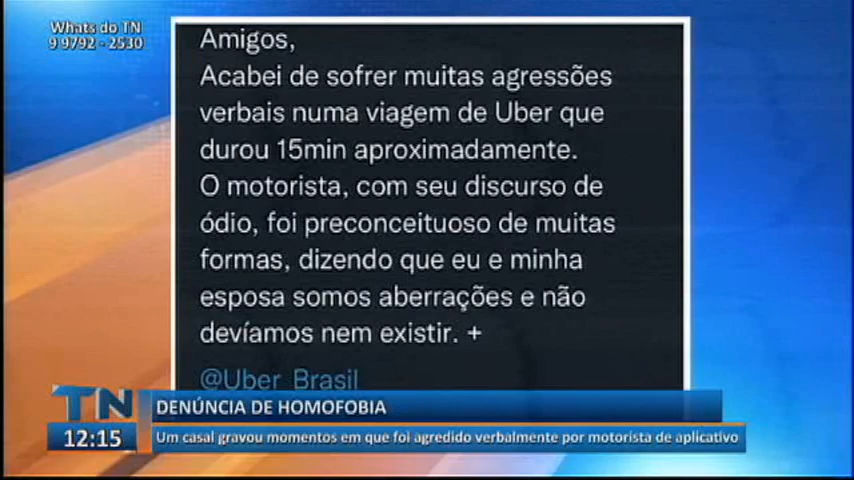 Whats do TN
9 9792 - 2530
Amigos,
Acabei de sofrer muitas agressões
verbais numa viagem de Uber que
durou 15min aproximadamente.
O motorista, com seu discurso de
ódio, foi preconceituoso de muitas
formas, dizendo que eu e minha
esposa somos aberrações e não
devíamos nem existir. +
@Uber_Brasil
TN
DENÚNCIA DE HOMOFOBIA
12:15
Um casal gravou momentos em que foi agredido verbalmente por motorista de aplicativo